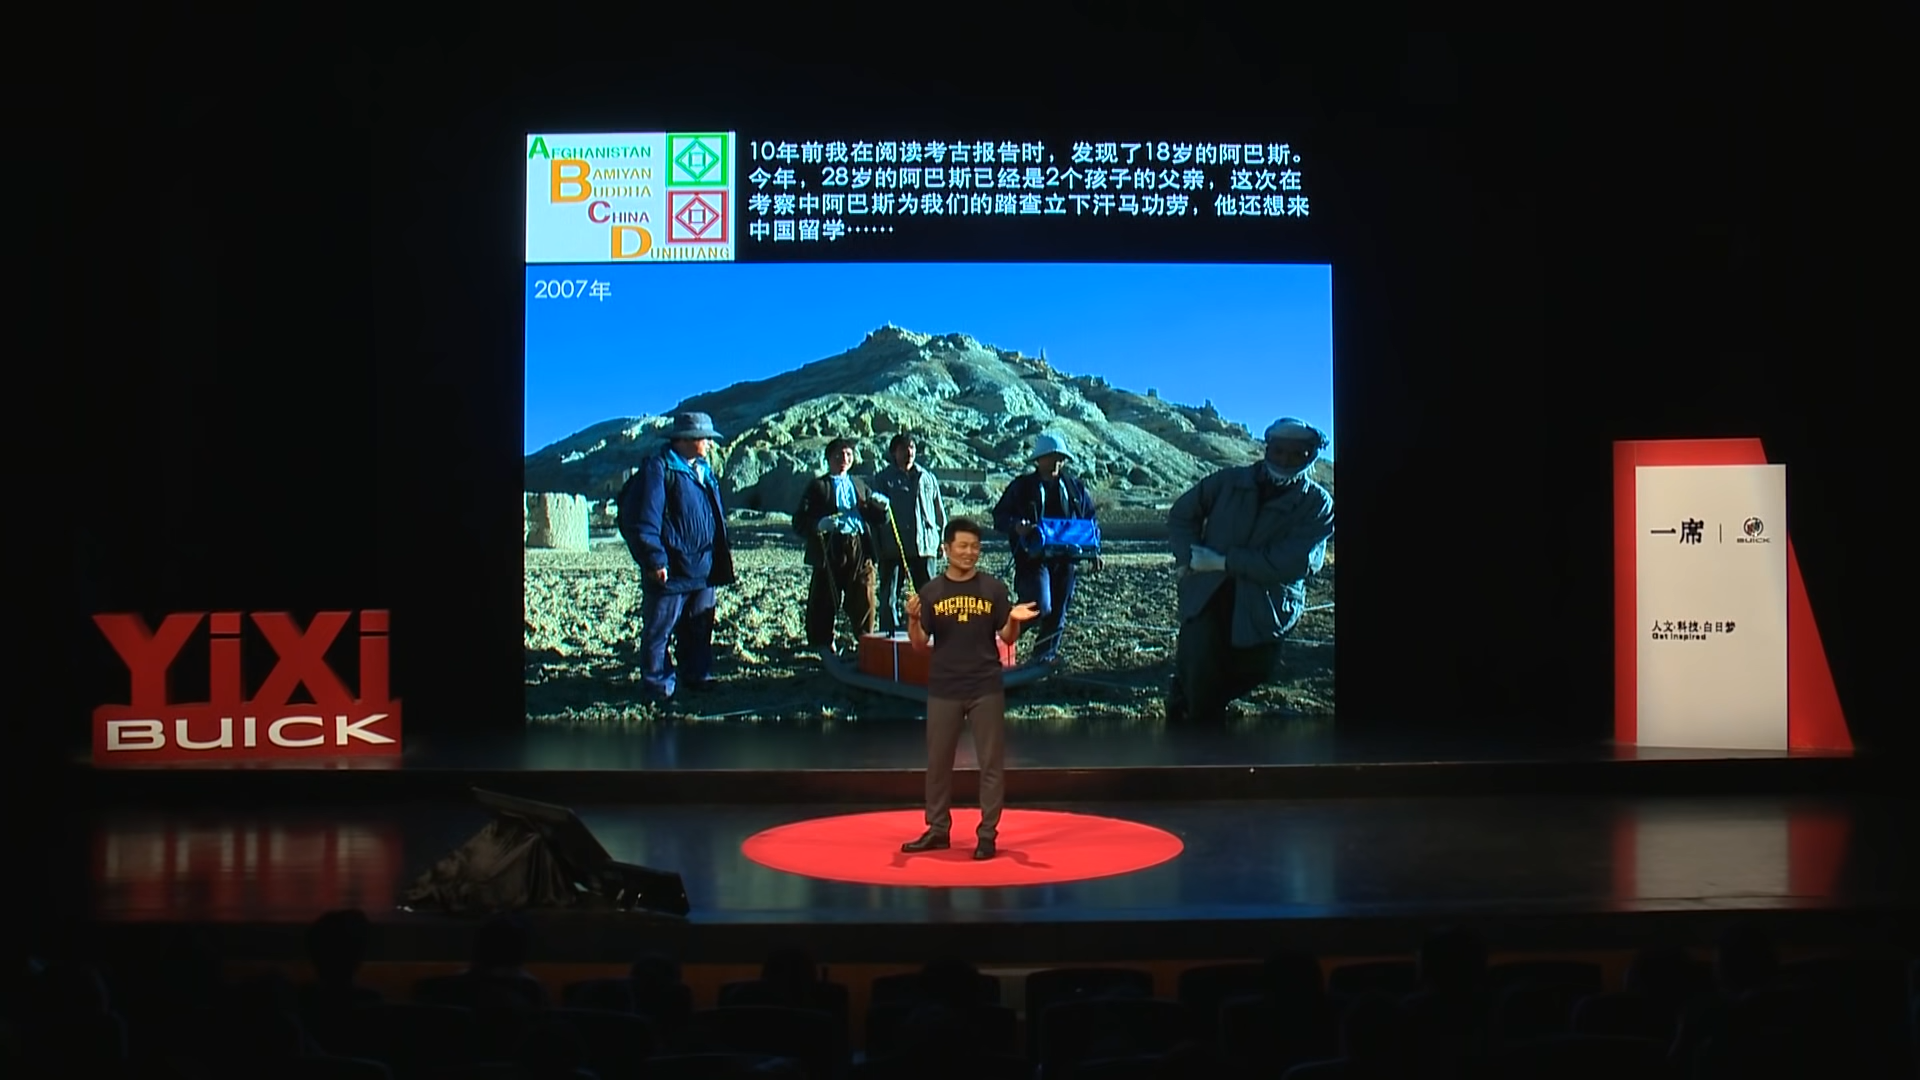 AFGHANISTAN
BAMIYAN
BUDDHA
CHINA
DUNHUANG
10年前我在阅读考古报告时，发现了18岁的阿巴斯。
今年，28岁的阿巴斯已经是2个孩子的父亲，这次在
考察中阿巴斯为我们的踏查立下汗马功劳，他还想来
中国留学……
2007年
MICHIGAN
M
YiXi
BUICK
一席
BUICK
人文·科技·白日梦
Get Inspired